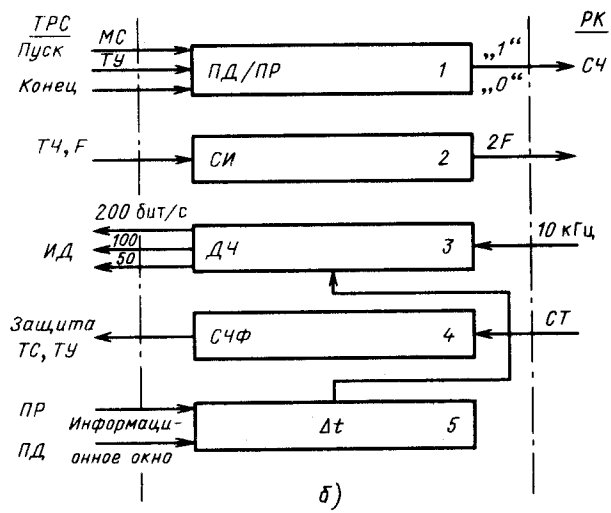 ТРС
РК
Пуск
МС
ТУ
Конец
ПД/ПР
1
„1“
„0“
СЧ
ТЧ, F
СИ
2
2F
200 бит/с
100
50
ИД
ДЧ
3
10 кГц
Защита
ТС, ТУ
СЧФ
4
СТ
ПР
Информаци-
ПД
онное окно
Δt
5
б)